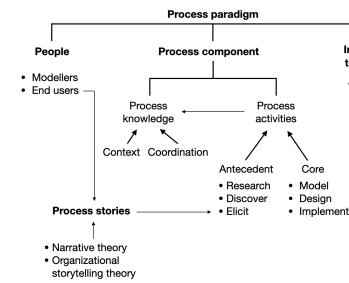 Process paradigm
People
Process component
• Modellers
• End users
Process
knowledge
Process
activities
Context
Coordination
Antecedent
• Research
• Discover
• Elicit
Core
• Model
• Design
• Implement
Process stories
• Narrative theory
• Organizational
storytelling theory